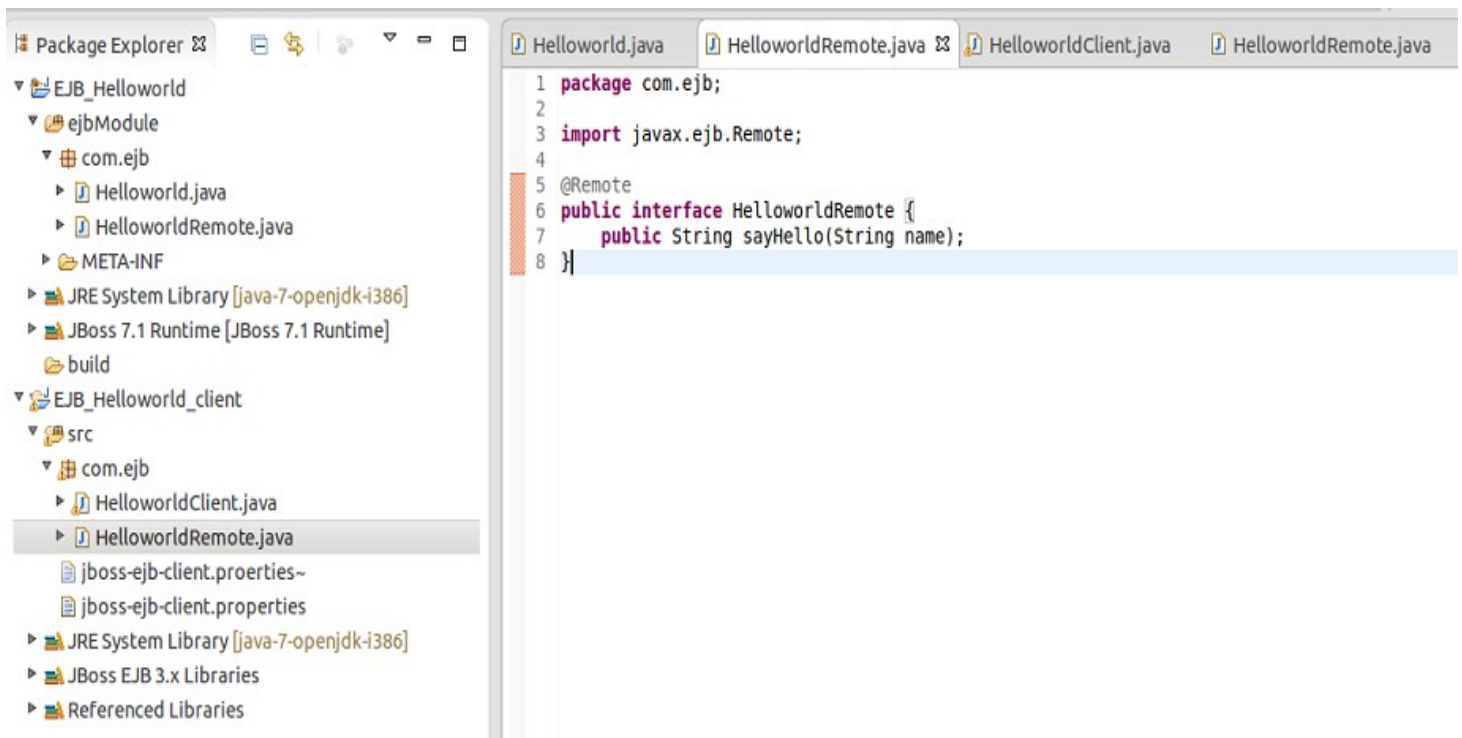 Package Explorer
EJB_Helloworld
ejbModule
com.ejb
Helloworld.java
HelloworldRemote.java
META-INF
JRE System Library [java-7-openjdk-i386]
JBoss 7.1 Runtime [JBoss 7.1 Runtime]
build
EJB_Helloworld_client
src
com.ejb
HelloworldClient.java
HelloworldRemote.java
jboss-ejb-client.proerties~
jboss-ejb-client.properties
JRE System Library [java-7-openjdk-i386]
JBoss EJB 3.x Libraries
Referenced Libraries
Helloworld.java HelloworldRemote.java HelloworldClient.java HelloworldRemote.java
1 package com.ejb;
2
3 import javax.ejb.Remote;
4
5 @Remote
6 public interface HelloworldRemote {
7 public String sayHello(String name);
8 }